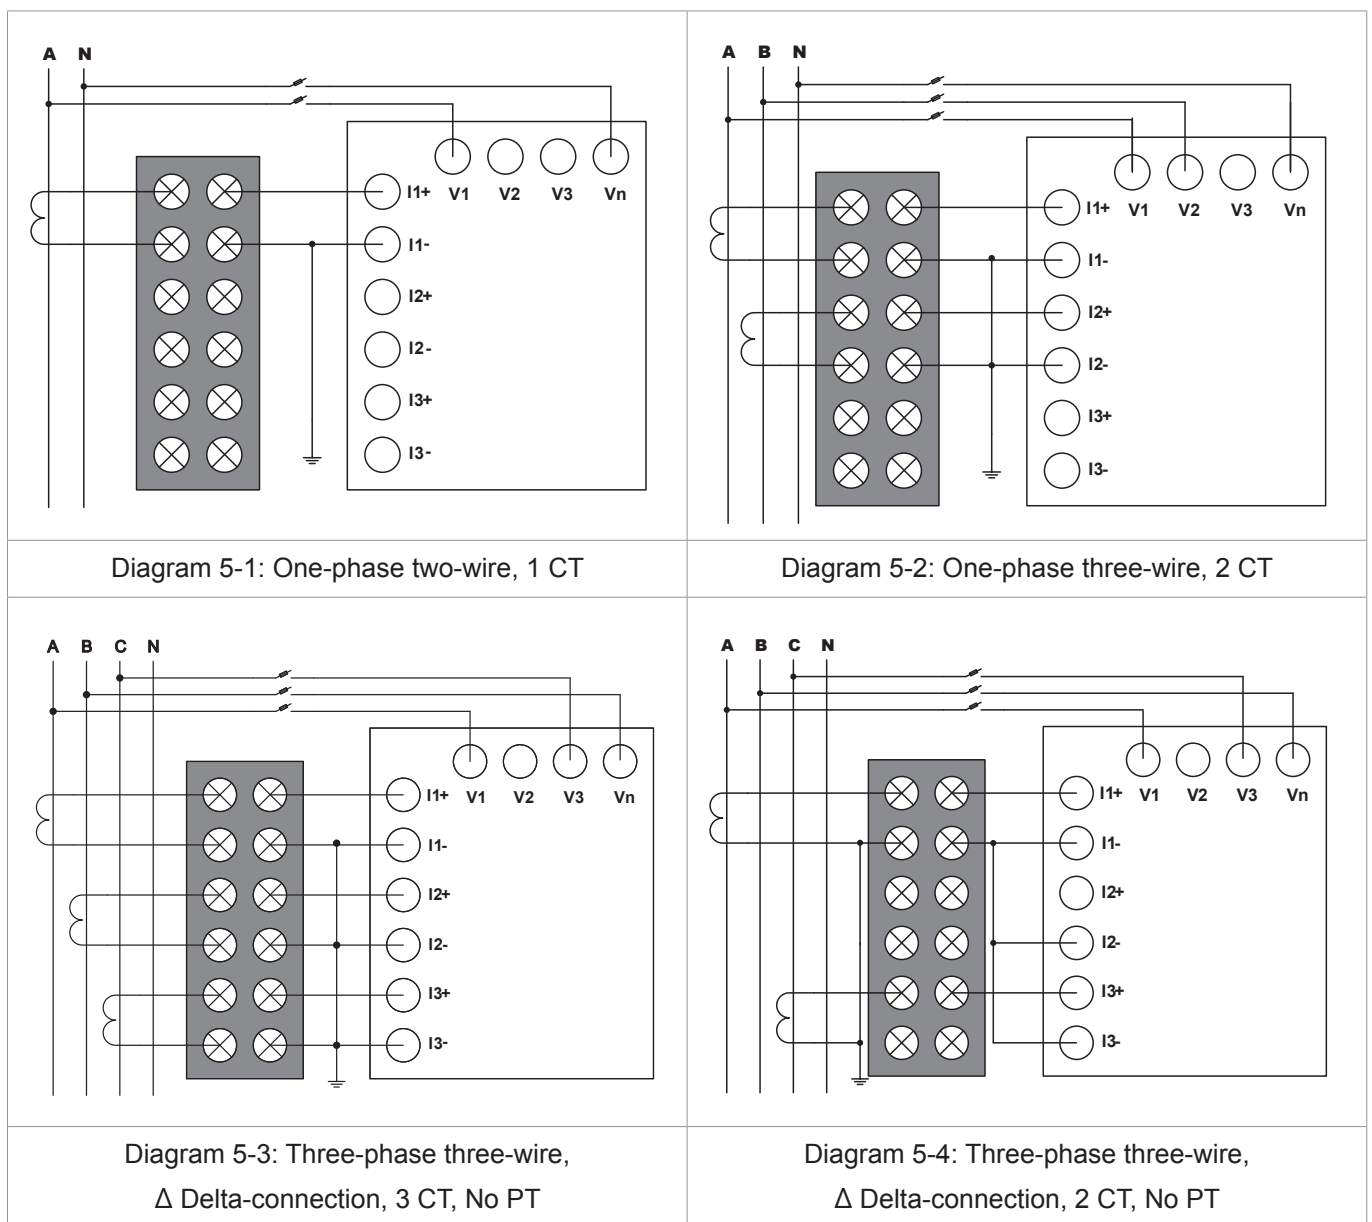 A N
V1 V2 V3 Vn
I1+
I1-
I2+
I2-
I3+
I3-
Diagram 5-1: One-phase two-wire, 1 CT
A B N
V1 V2 V3 Vn
I1+
I1-
I2+
I2-
I3+
I3-
Diagram 5-2: One-phase three-wire, 2 CT
A B C N
V1 V2 V3 Vn
I1+
I1-
I2+
I2-
I3+
I3-
Diagram 5-3: Three-phase three-wire,
Δ Delta-connection, 3 CT, No PT
A B C N
V1 V2 V3 Vn
I1+
I1-
I2+
I2-
I3+
I3-
Diagram 5-4: Three-phase three-wire,
Δ Delta-connection, 2 CT, No PT